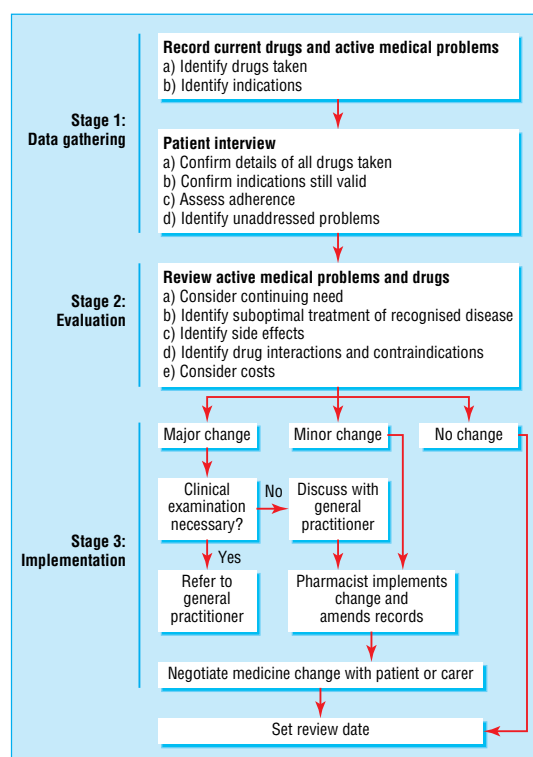 Stage 1:
Data gathering
Record current drugs and active medical problems
a) Identify drugs taken
b) Identify indications
Patient interview
a) Confirm details of all drugs taken
b) Confirm indications still valid
c) Assess adherence
d) Identify unaddressed problems
Stage 2:
Evaluation
Review active medical problems and drugs
a) Consider continuing need
b) Identify suboptimal treatment of recognised disease
c) Identify side effects
d) Identify drug interactions and contraindications
e) Consider costs
Stage 3:
Implementation
Major change
Minor change
No change
Clinical
examination
necessary?
No
Discuss with
general
practitioner
Yes
Refer to
general
practitioner
Pharmacist implements
change and
amends records
Negotiate medicine change with patient or carer
Set review date